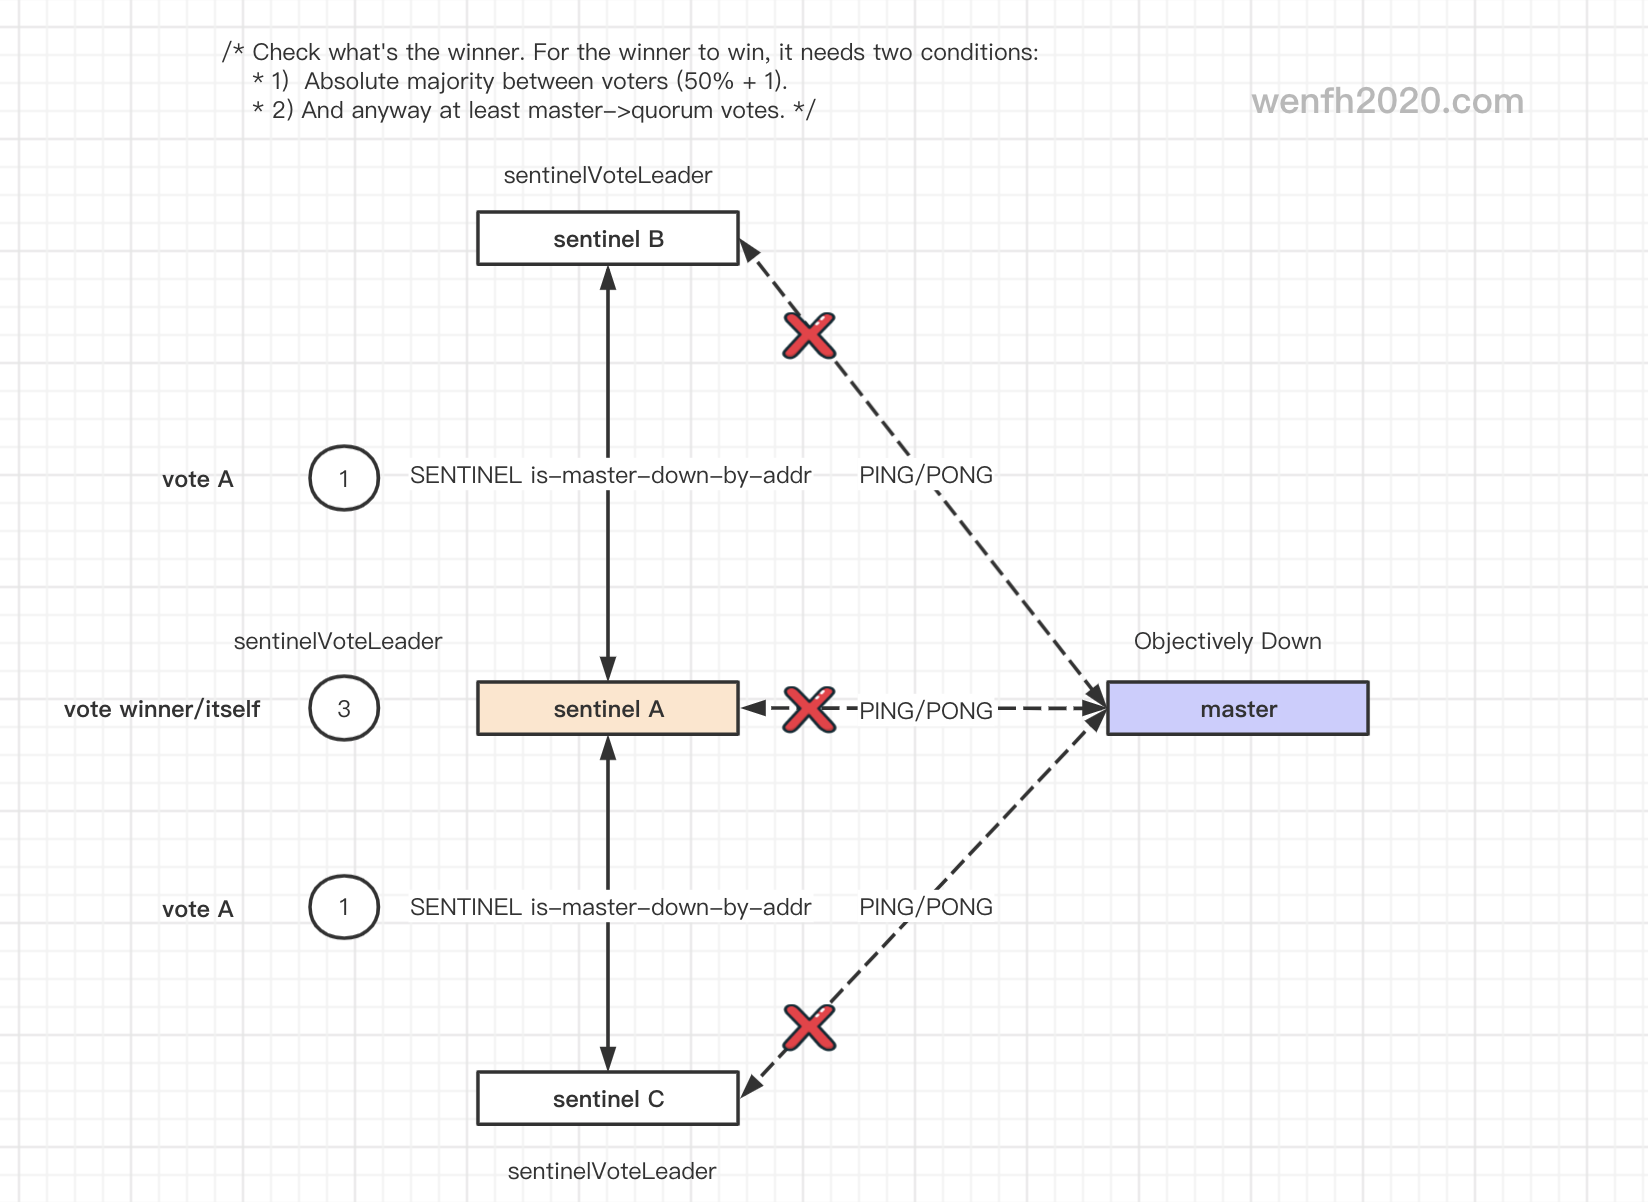 /* Check what's the winner. For the winner to win, it needs two conditions:
* 1)  Absolute majority between voters (50% + 1).
* 2) And anyway at least master->quorum votes. */
wenfh2020.com
sentinelVoteLeader
sentinel B
vote A
1
SENTINEL is-master-down-by-addr
PING/PONG
sentinelVoteLeader
Objectively Down
vote winner/itself
3
sentinel A
PING/PONG
master
vote A
1
SENTINEL is-master-down-by-addr
PING/PONG
sentinel C
sentinelVoteLeader